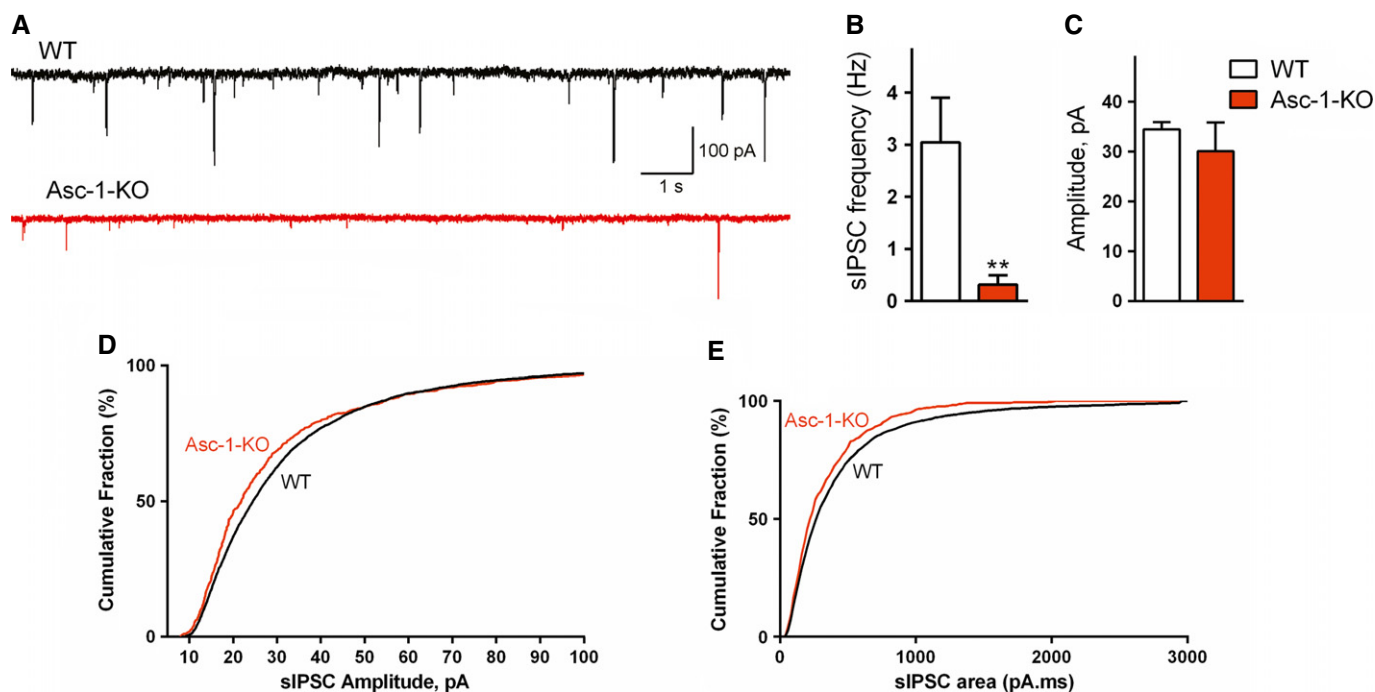 A
WT
100 pA
1 s
Asc-1-KO
B
sIPSC frequency (Hz)
4
3
2
1
0
**
C
Amplitude, pA
40
30
20
10
0
WT
Asc-1-KO
D
Cumulative Fraction (%)
100
50
0
Asc-1-KO
WT
10 20 30 40 50 60 70 80 90 100
sIPSC Amplitude, pA
E
Cumulative Fraction (%)
100
50
0
Asc-1-KO
WT
0 1000 2000 3000
sIPSC area (pA.ms)